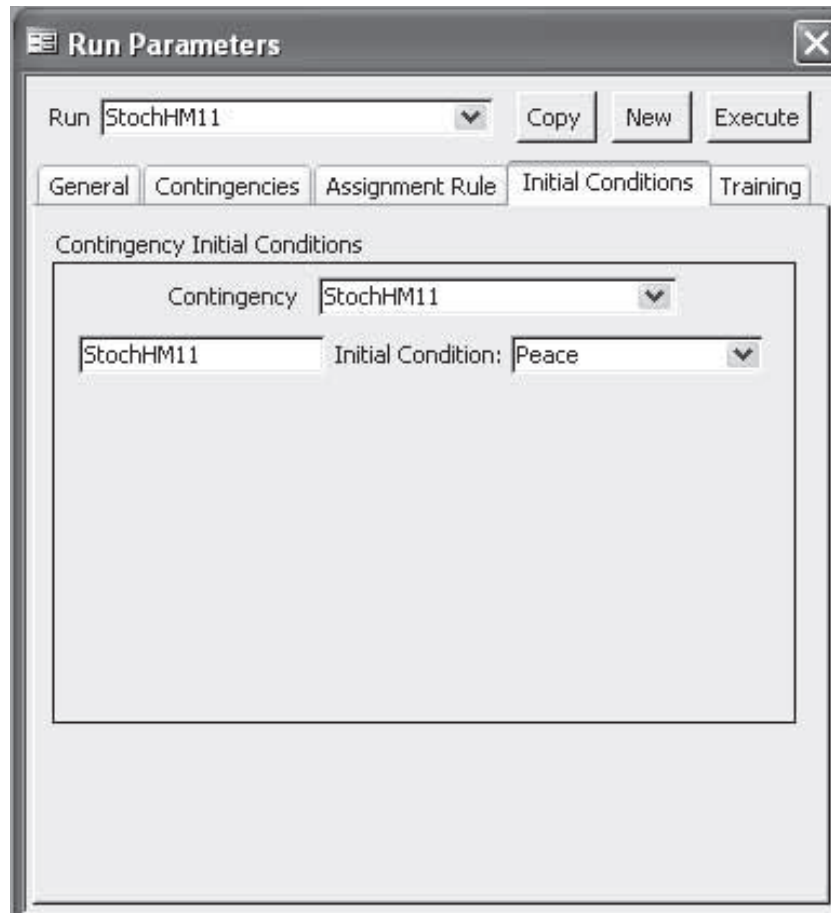 Run Parameters
Run StochHM11 Copy New Execute
General Contingencies Assignment Rule Initial Conditions Training
Contingency Initial Conditions
Contingency StochHM11
StochHM11 Initial Condition: Peace